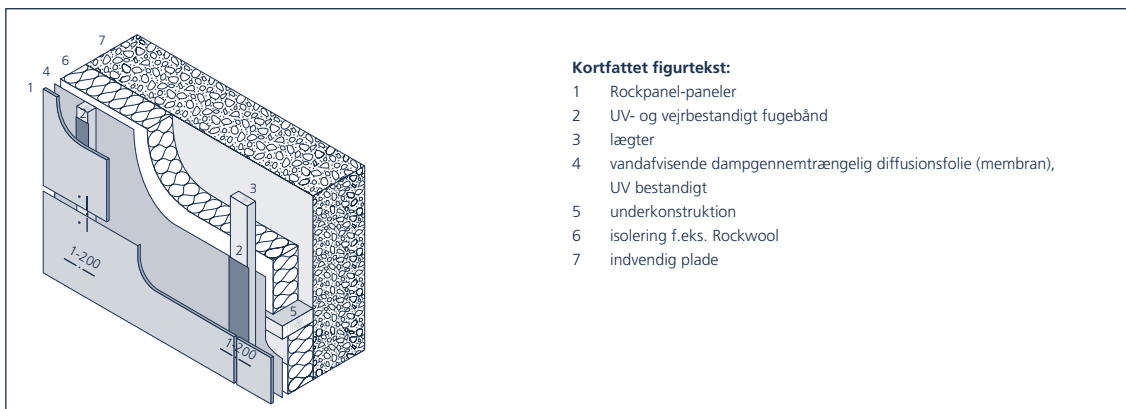 7
6
4
1
2
3
2
1-200
5
1-200
Kortfattet figurtekst:
1 Rockpanel-paneler
2 UV- og vejrbestandigt fugebånd
3 lægter
4 vandafvisende dampgennemtrængelig diffusionsfolie (membran),
UV bestandigt
5 underkonstruktion
6 isolering f.eks. Rockwool
7 indvendig plade